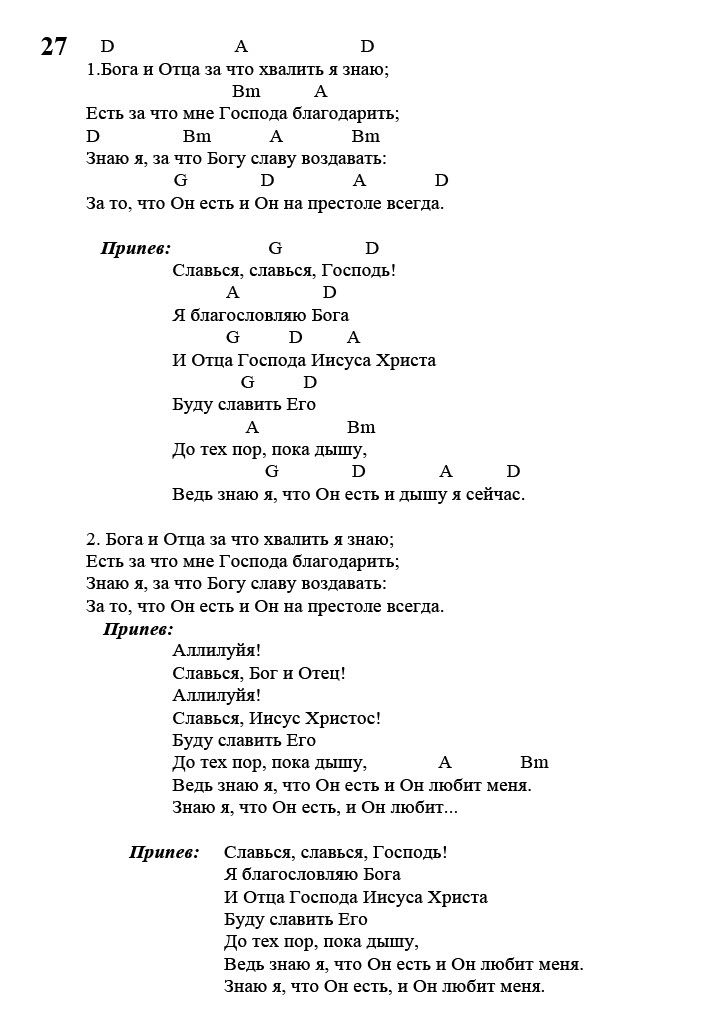 27 D A D
1.Бога и Отца за что хвалить я знаю;
Bm A
Есть за что мне Господа благодарить;
D Bm A Bm
Знаю я, за что Богу славу воздавать:
G D A D
За то, что Он есть и Он на престоле всегда.
Припев: G D
Славься, славься, Господь!
A D
Я благословляю Бога
G D A
И Отца Господа Иисуса Христа
G D
Буду славить Его
A Bm
До тех пор, пока дышу,
G D A D
Ведь знаю я, что Он есть и дышу я сейчас.
2. Бога и Отца за что хвалить я знаю;
Есть за что мне Господа благодарить;
Знаю я, за что Богу славу воздавать:
За то, что Он есть и Он на престоле всегда.
Припев:
Аллилуйя!
Славься, Бог и Отец!
Аллилуйя!
Славься, Иисус Христос!
Буду славить Его
До тех пор, пока дышу, A Bm
Ведь знаю я, что Он есть и Он любит меня.
Знаю я, что Он есть, и Он любит...
Припев: Славься, славься, Господь!
Я благословляю Бога
И Отца Господа Иисуса Христа
Буду славить Его
До тех пор, пока дышу,
Ведь знаю я, что Он есть и Он любит меня.
Знаю я, что Он есть, и Он любит меня.